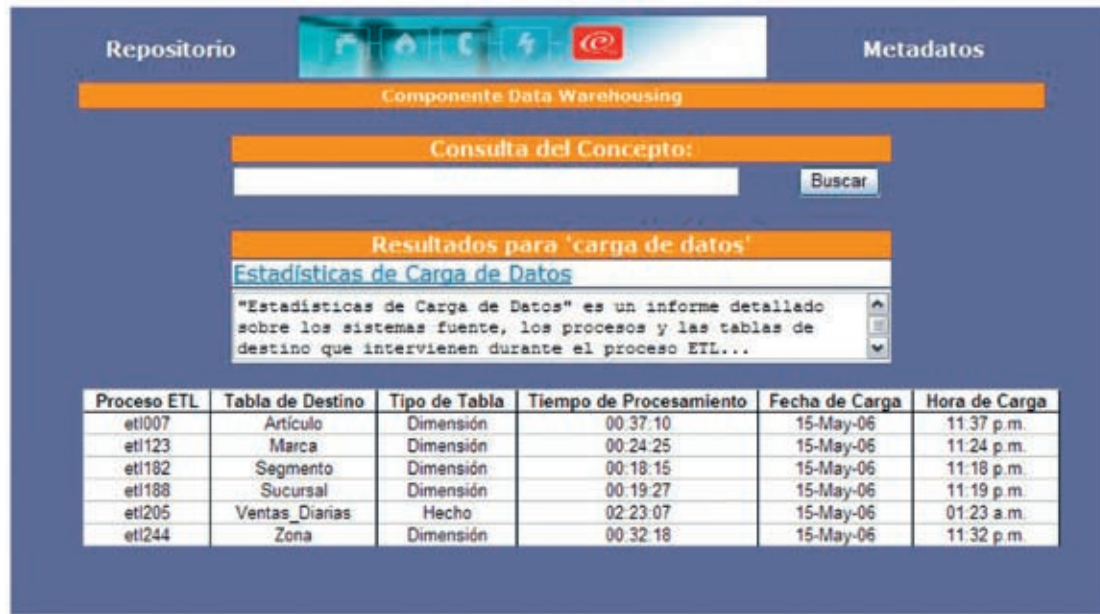 Repositorio
Metadatos
Componente Data Warehousing
Consulta del Concepto:
Buscar
Resultados para 'carga de datos'
Estadísticas de Carga de Datos
"Estadísticas de Carga de Datos" es un informe detallado
sobre los sistemas fuente, los procesos y las tablas de
destino que intervienen durante el proceso ETL...
Proceso ETL Tabla de Destino Tipo de Tabla Tiempo de Procesamiento Fecha de Carga Hora de Carga
etl007 Artículo Dimensión 00:37:10 15-May-06 11:37 p.m.
etl123 Marca Dimensión 00:24:25 15-May-06 11:24 p.m.
etl182 Segmento Dimensión 00:18:15 15-May-06 11:18 p.m.
etl188 Sucursal Dimensión 00:19:27 15-May-06 11:19 p.m.
etl205 Ventas_Diarias Hecho 02:23:07 15-May-06 01:23 a.m.
etl244 Zona Dimensión 00:32:18 15-May-06 11:32 p.m.